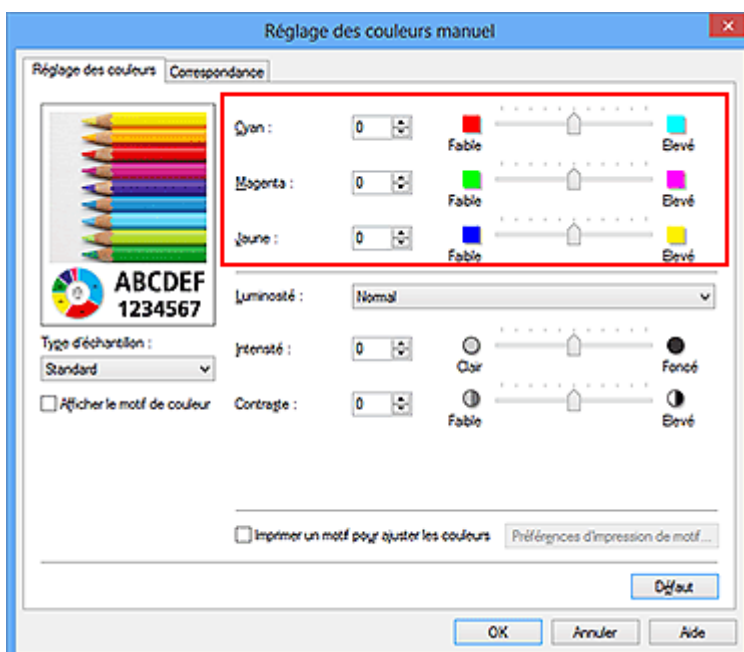 Réglage des couleurs manuel
Réglage des couleurs Correspondance
Cyan : 0 Faible Elevé
Magenta : 0 Faible Elevé
Jaune : 0 Faible Elevé
ABCDEF
1234567
Luminosité : Normal
Type d'échantillon :
Standard
Intensité : 0 Clair Foncé
Afficher le motif de couleur
Contraste : 0 Faible Elevé
Imprimer un motif pour ajuster les couleurs Préférences d'impression de motif...
Défaut
OK Annuler Aide